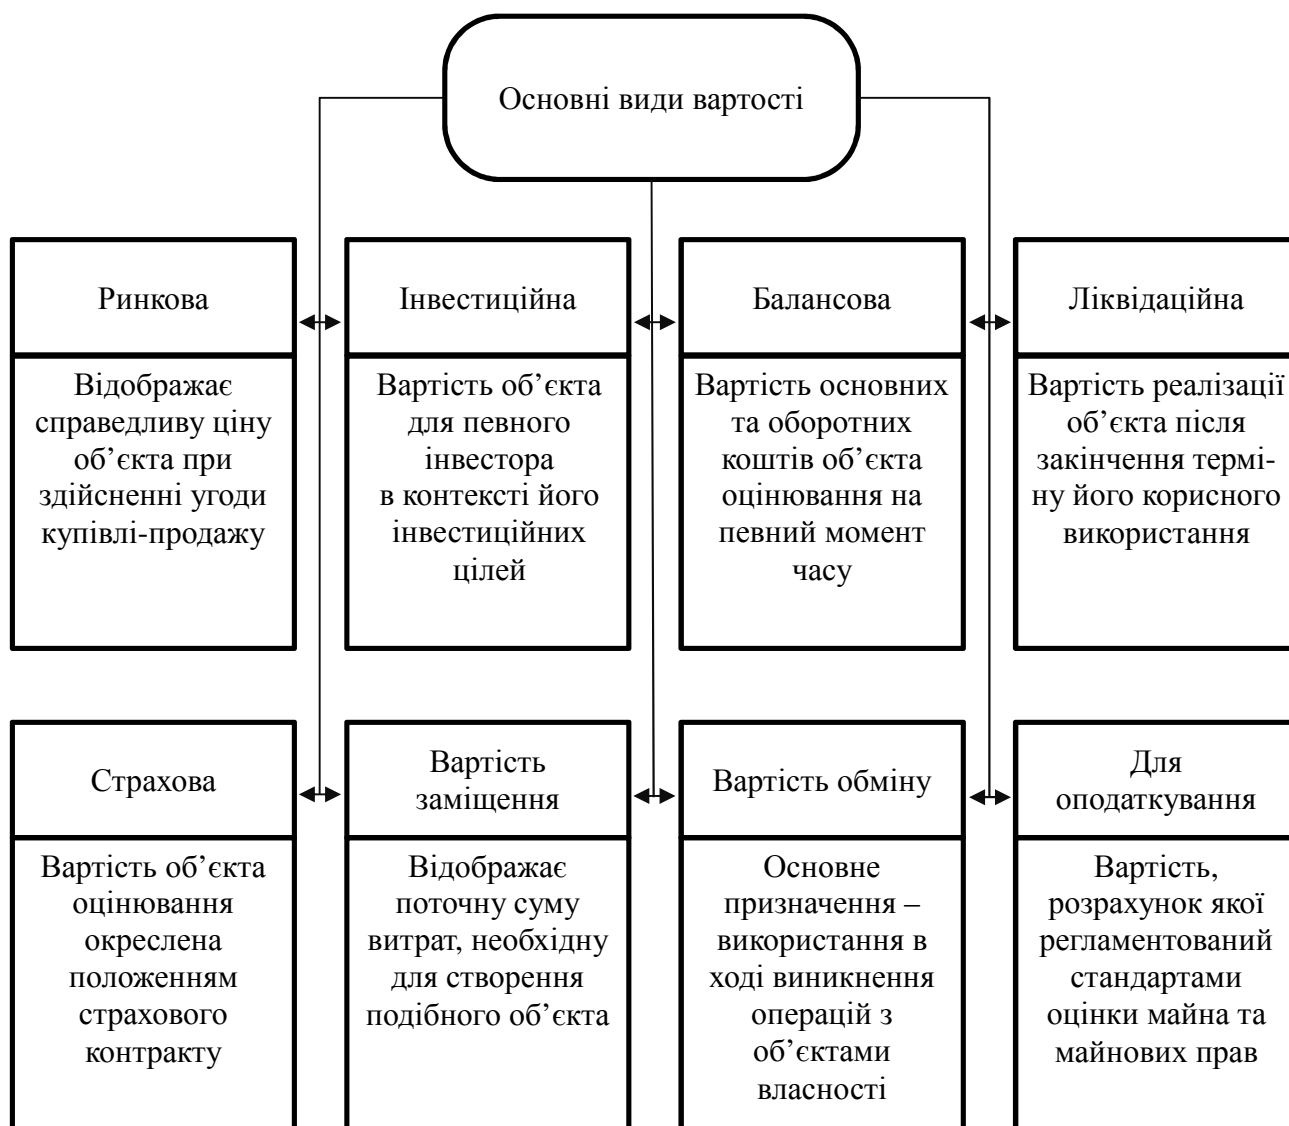 Основні види вартості
Ринкова
Відображає
справедливу ціну
об’єкта при
здійсненні угоди
купівлі-продажу
Інвестиційна
Вартість об’єкта
для певного
інвестора
в контексті його
інвестиційних
цілей
Балансова
Вартість основних
та оборотних
коштів об’єкта
оцінювання на
певний момент
часу
Ліквідаційна
Вартість реалізації
об’єкта після
закінчення термі-
ну його корисного
використання
Страхова
Вартість об’єкта
оцінювання
окреслена
положенням
страхового
контракту
Вартість
заміщення
Відображає
поточну суму
витрат, необхідну
для створення
подібного об’єкта
Вартість обміну
Основне
призначення –
використання в
ході виникнення
операцій з
об’єктами
власності
Для
оподаткування
Вартість,
розрахунок якої
регламентований
стандартами
оцінки майна та
майнових прав